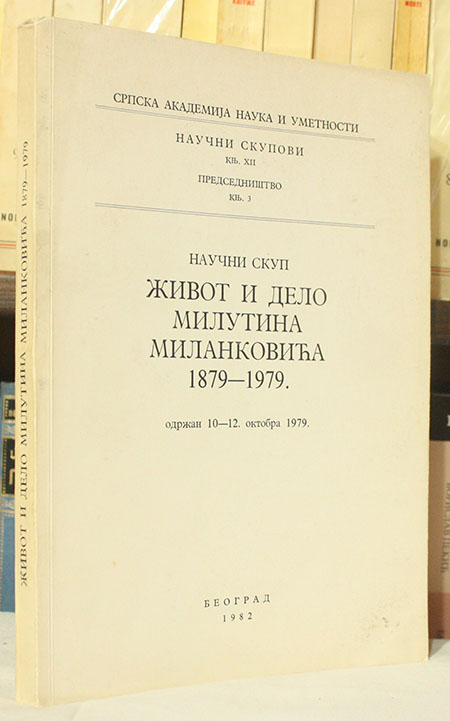 СРПСКА АКАДЕМИЈА НАУКА И УМЕТНОСТИ
НАУЧНИ СКУПОВИ
КЊ. XII
ПРЕДСЕДНИШТВО
КЊ. 3
НАУЧНИ СКУП
ЖИВОТ И ДЕЛО
МИЛУТИНА
МИЛАНКОВИЋА
1879—1979.
одржан 10—12. октобра 1979.
БЕОГРАД
1982
ЖИВОТ И ДЕЛО МИЛУТИНА МИЛАНКОВИЋА 1879—1979